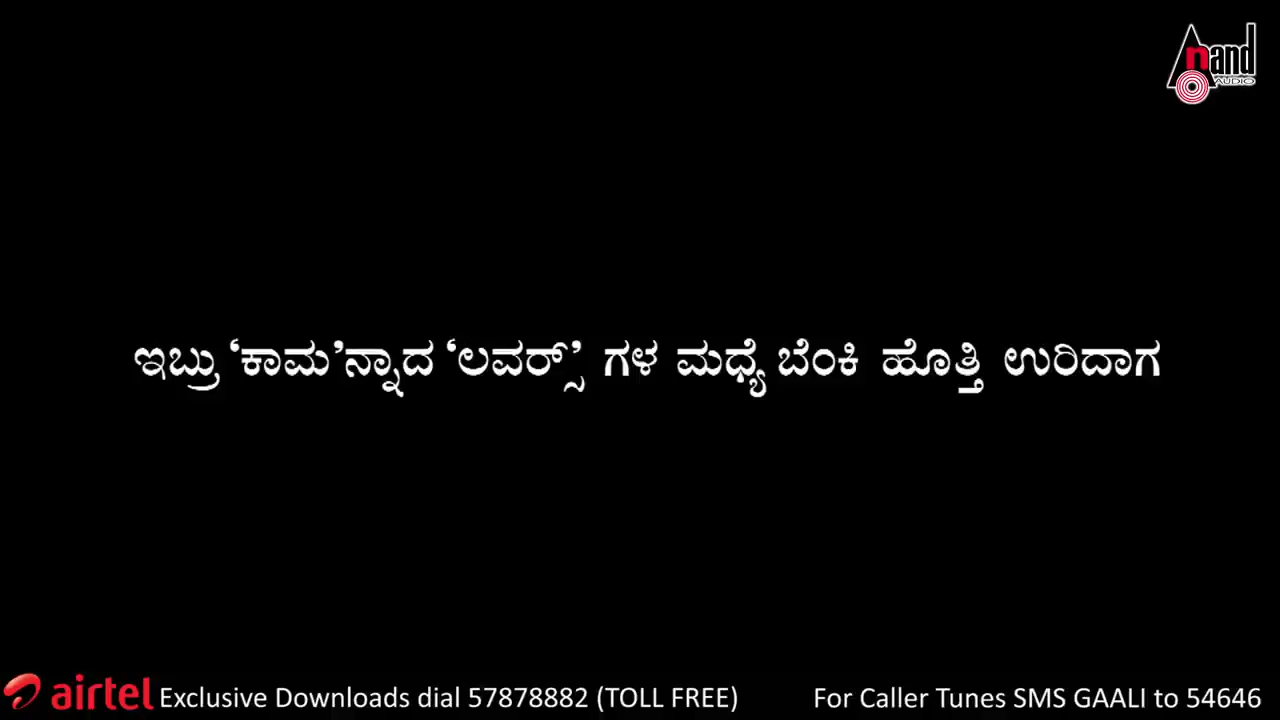 Anand
AUDIO
ಇಬ್ರು ‘ಕಾಮ’ನ್ನಾದ ‘ಲವರ್ಸ್’ ಗಳ ಮಧ್ಯೆ ಬೆಂಕಿ ಹೊತ್ತಿ ಉರಿದಾಗ
airtel Exclusive Downloads dial 57878882 (TOLL FREE) For Caller Tunes SMS GAALI to 54646